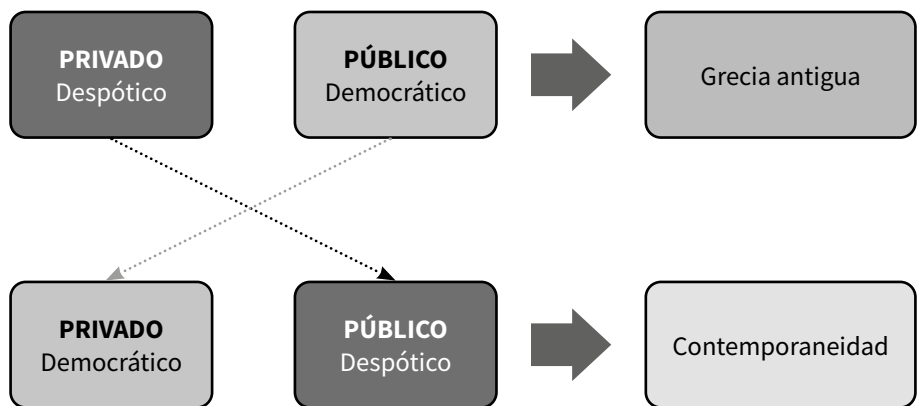 PRIVADO
Despótico
PÚBLICO
Democrático
Grecia antigua
PRIVADO
Democrático
PÚBLICO
Despótico
Contemporaneidad